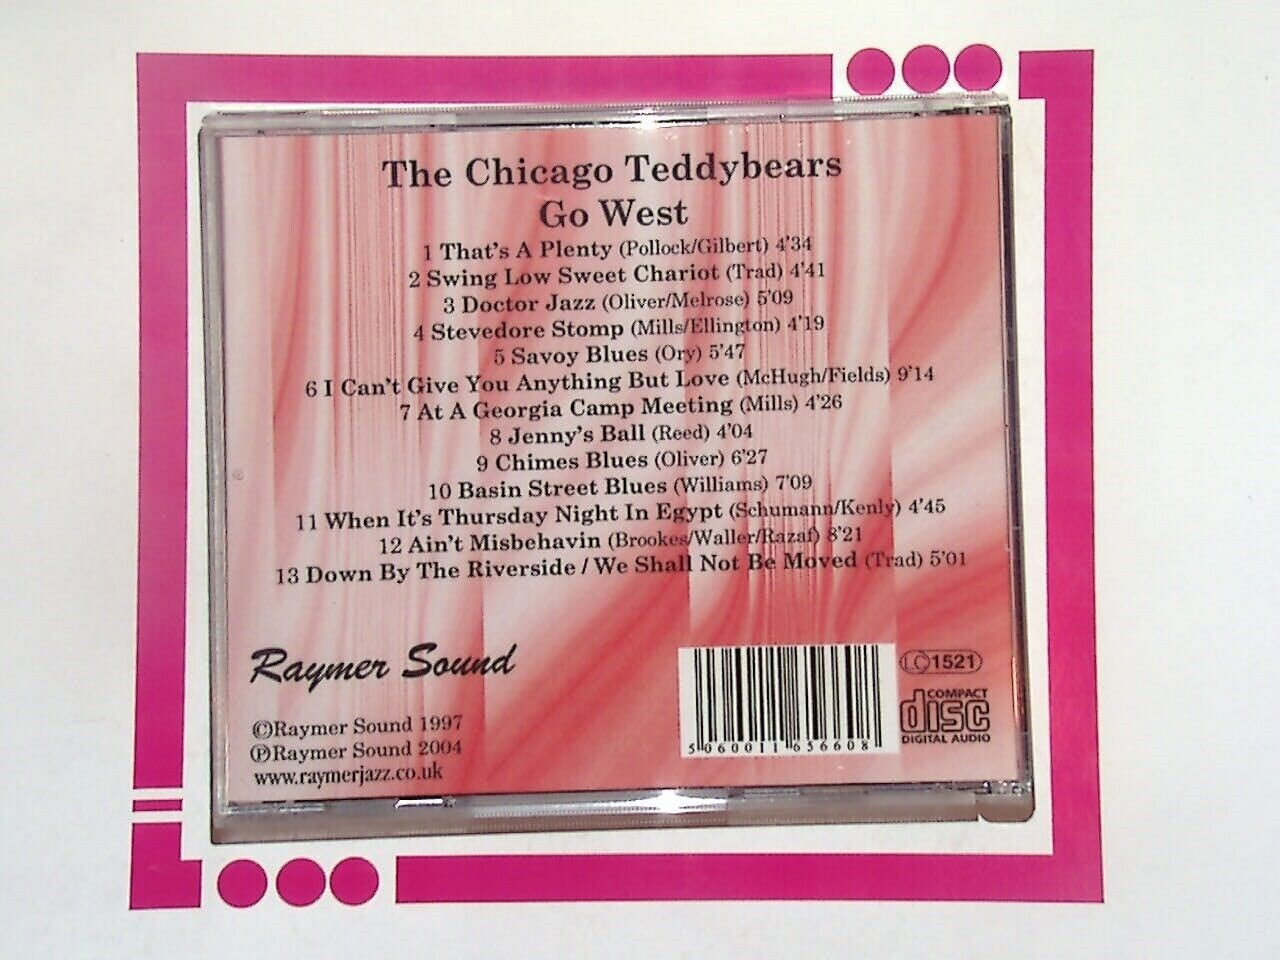 The Chicago Teddybears
Go West
1 That's A Plenty (Pollock/Gilbert) 4'34
2 Swing Low Sweet Chariot (Trad) 4'41
3 Doctor Jazz (Oliver/Melrose) 5'09
4 Stevedore Stomp (Mills/Ellington) 4'19
5 Savoy Blues (Ory) 5'47
6 I Can't Give You Anything But Love (McHugh/Fields) 9'14
7 At A Georgia Camp Meeting (Mills) 4'26
8 Jenny's Ball (Reed) 4'04
9 Chimes Blues (Oliver) 6'27
10 Basin Street Blues (Williams) 7'09
11 When It's Thursday Night In Egypt (Schumann/Kenly) 4'45
12 Ain't Misbehavin (Brookes/Waller/Razaf) 8'21
13 Down By The Riverside / We Shall Not Be Moved (Trad) 5'01
Raymer Sound
©Raymer Sound 1997
℗Raymer Sound 2004
www.raymerjazz.co.uk
5 060011 656608
LC 1521
COMPACT
disc
DIGITAL AUDIO